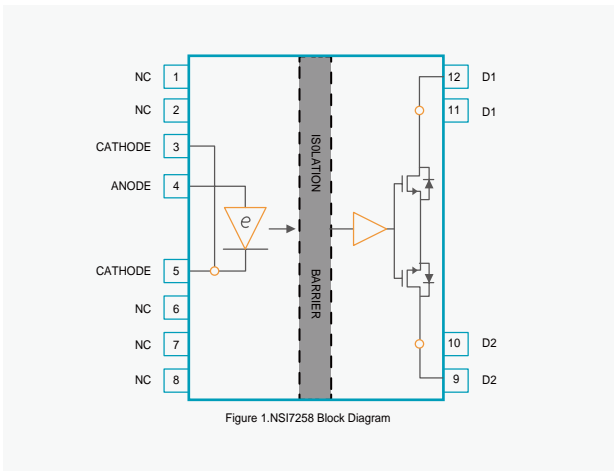 NC 1
NC 2
CATHODE 3
ANODE 4
CATHODE 5
NC 6
NC 7
NC 8
e
ISOLATION BARRIER
12 D1
11 D1
10 D2
9 D2
Figure 1.NSI7258 Block Diagram